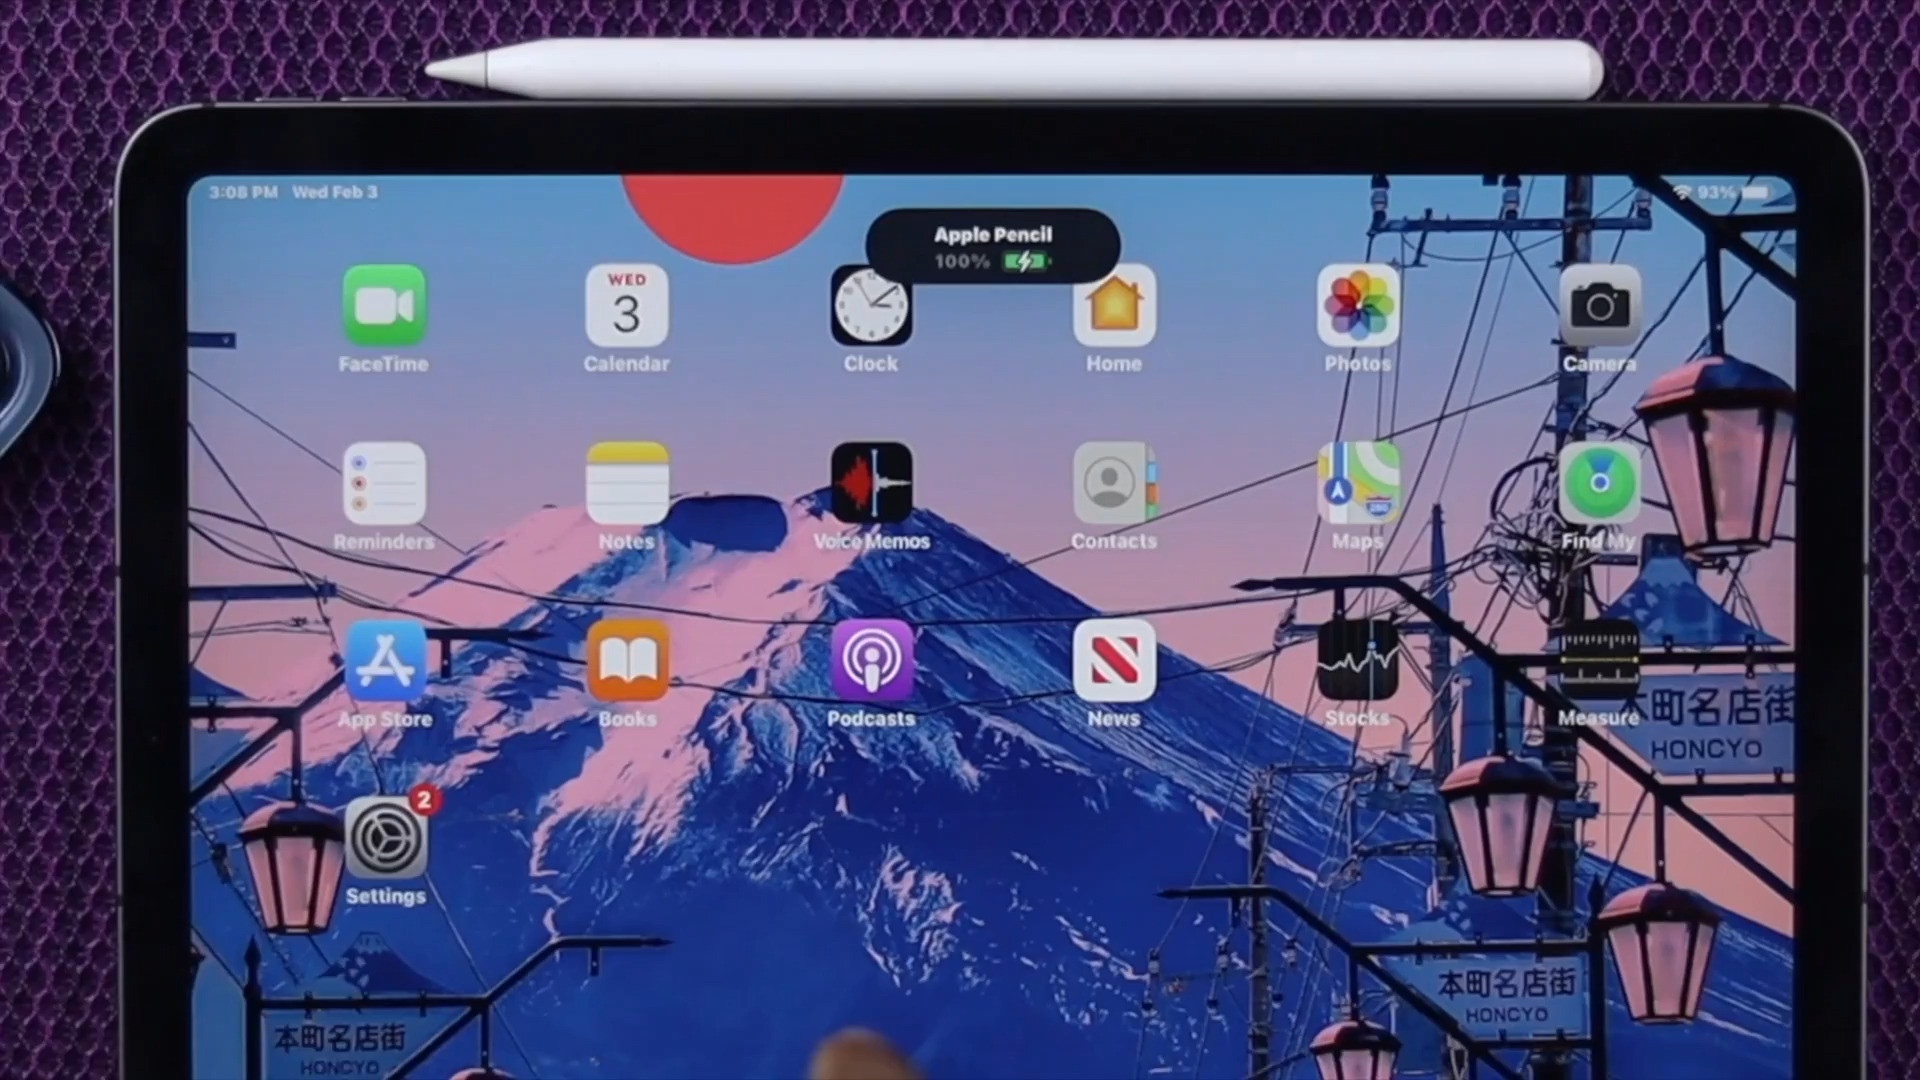 3:08 PM Wed Feb 3
93%
Apple Pencil
100%
WED
3
FaceTime
Calendar
Clock
Home
Photos
Camera
280
Reminders
Notes
Voice Memos
Contacts
Maps
Find My
App Store
Books
Podcasts
News
Stocks
Measure
本町名店街
HONCYO
2
Settings
本町名店街
HONCYO
本町名店街
HONCYO